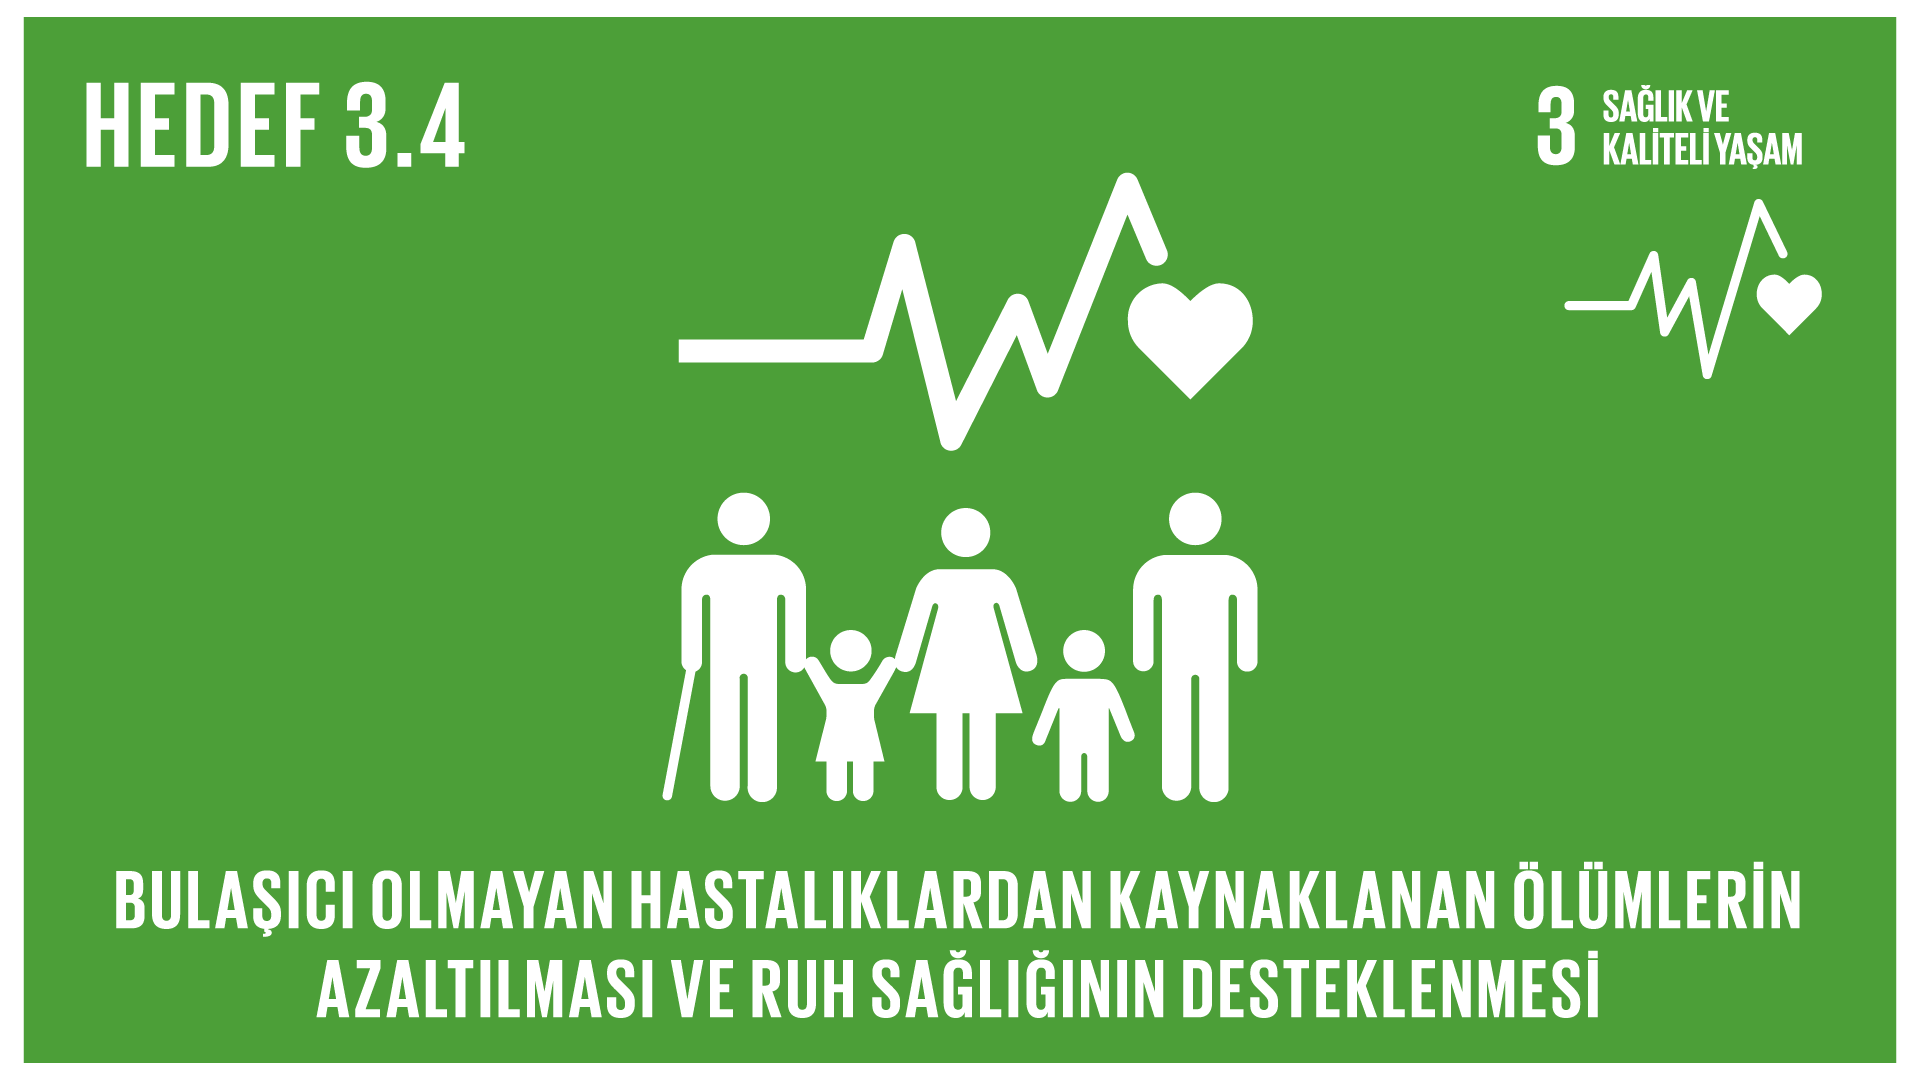 HEDEF 3.4
3 SAĞLIK VE
KALİTELİ YAŞAM
BULAŞICI OLMAYAN HASTALIKLARDAN KAYNAKLANAN ÖLÜMLERİN
AZALTILMASI VE RUH SAĞLIĞININ DESTEKLENMESİ